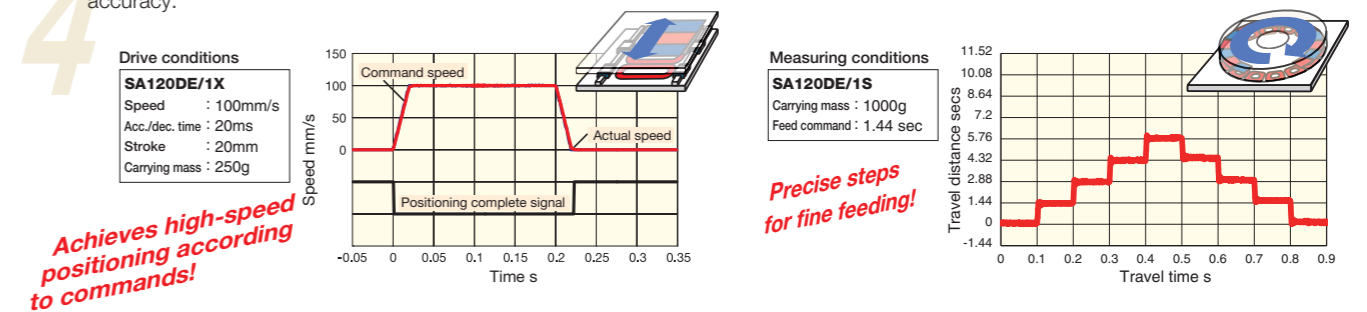 accuracy.
4
Drive conditions
SA120DE/1X
Speed : 100mm/s
Acc./dec. time : 20ms
Stroke : 20mm
Carrying mass : 250g
Achieves high-speed
positioning according
to commands!
Speed mm/s
150
100
50
0
Command speed
Actual speed
Positioning complete signal
-0.05 0 0.05 0.1 0.15 0.2 0.25 0.3 0.35
Time s
Measuring conditions
SA120DE/1S
Carrying mass : 1000g
Feed command : 1.44 sec
Precise steps
for fine feeding!
Travel distance secs
11.52
10.08
8.64
7.2
5.76
4.32
2.88
1.44
0
-1.44
0 0.1 0.2 0.3 0.4 0.5 0.6 0.7 0.8 0.9
Travel time s